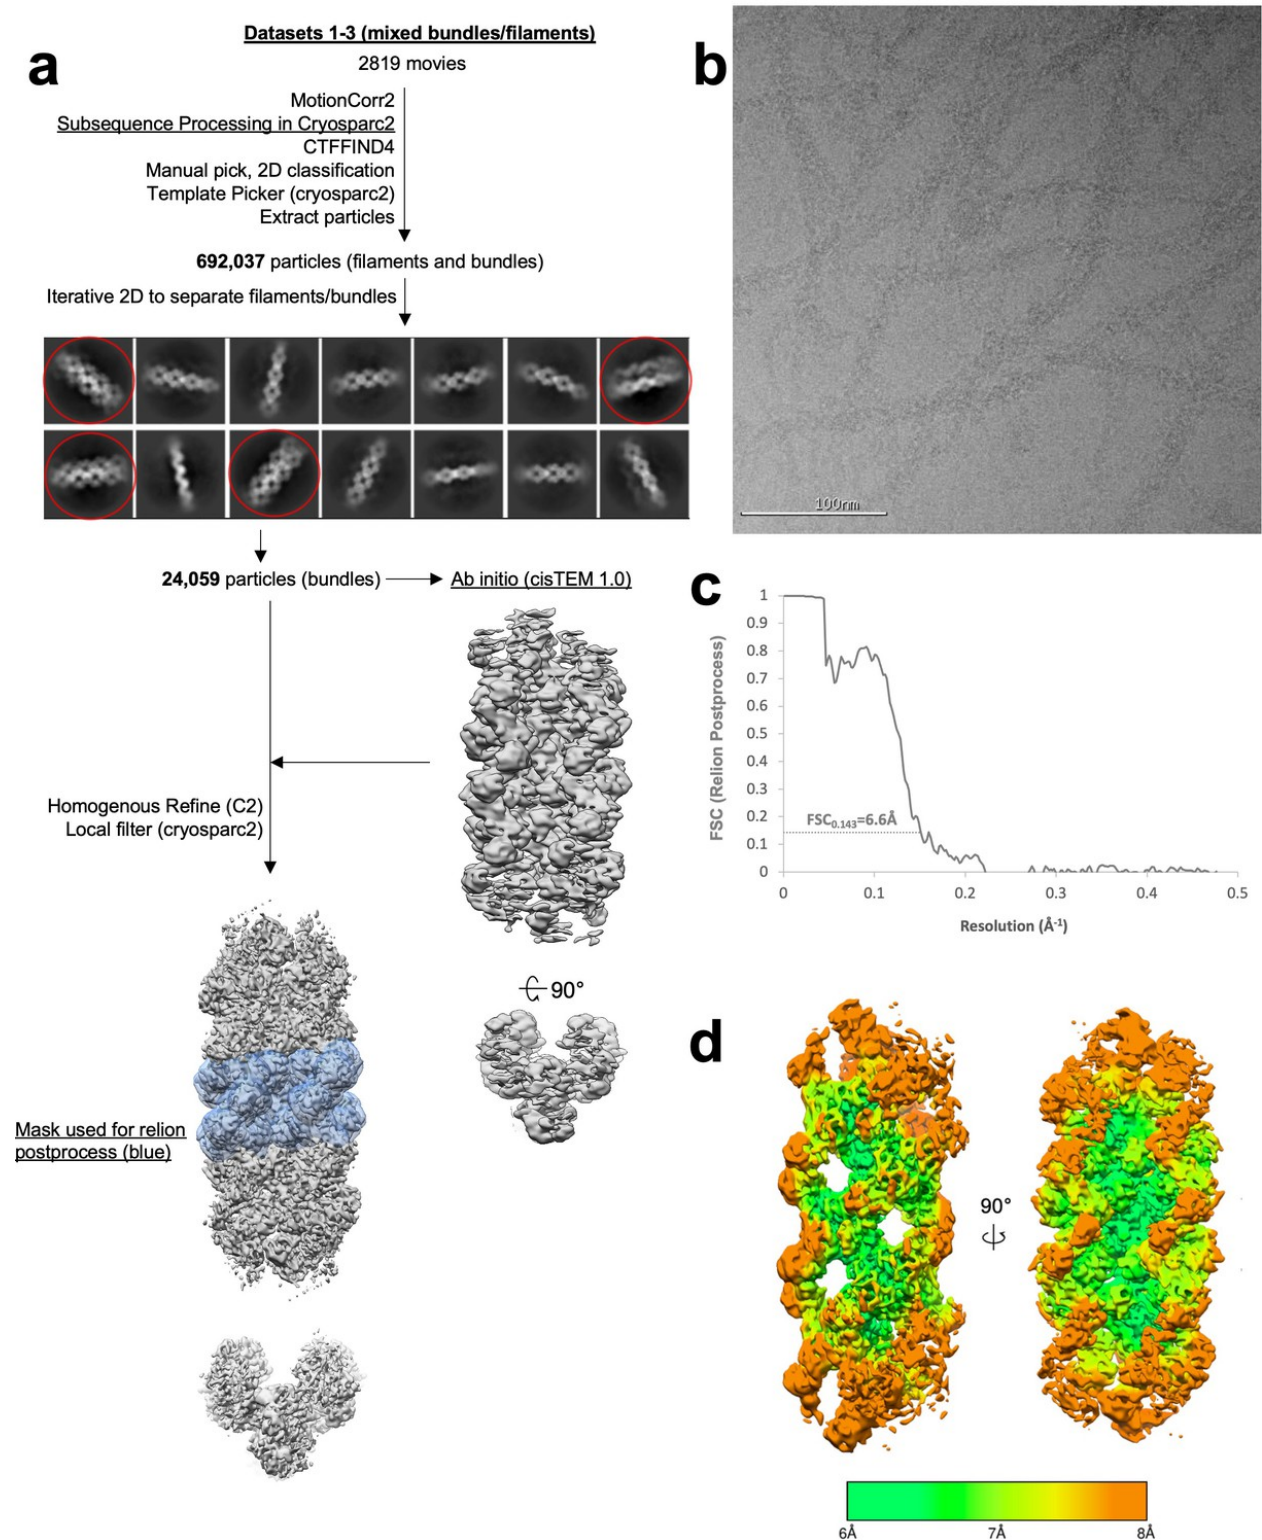 a
Datasets 1-3 (mixed bundles/filaments)
2819 movies
MotionCorr2
Subsequence Processing in Cryosparc2
CTFFIND4
Manual pick, 2D classification
Template Picker (cryosparc2)
Extract particles
692,037 particles (filaments and bundles)
Iterative 2D to separate filaments/bundles
24,059 particles (bundles)
Ab initio (cisTEM 1.0)
Homogenous Refine (C2)
Local filter (cryosparc2)
90°
Mask used for relion
postprocess (blue)
b
100nm
c
FSC (Relion Postprocess)
1
0.9
0.8
0.7
0.6
0.5
0.4
0.3
0.2
0.1
0
FSC0.143=6.6Å
0
0.1
0.2
0.3
0.4
0.5
Resolution (Å-1)
d
90°
6Å
7Å
8Å